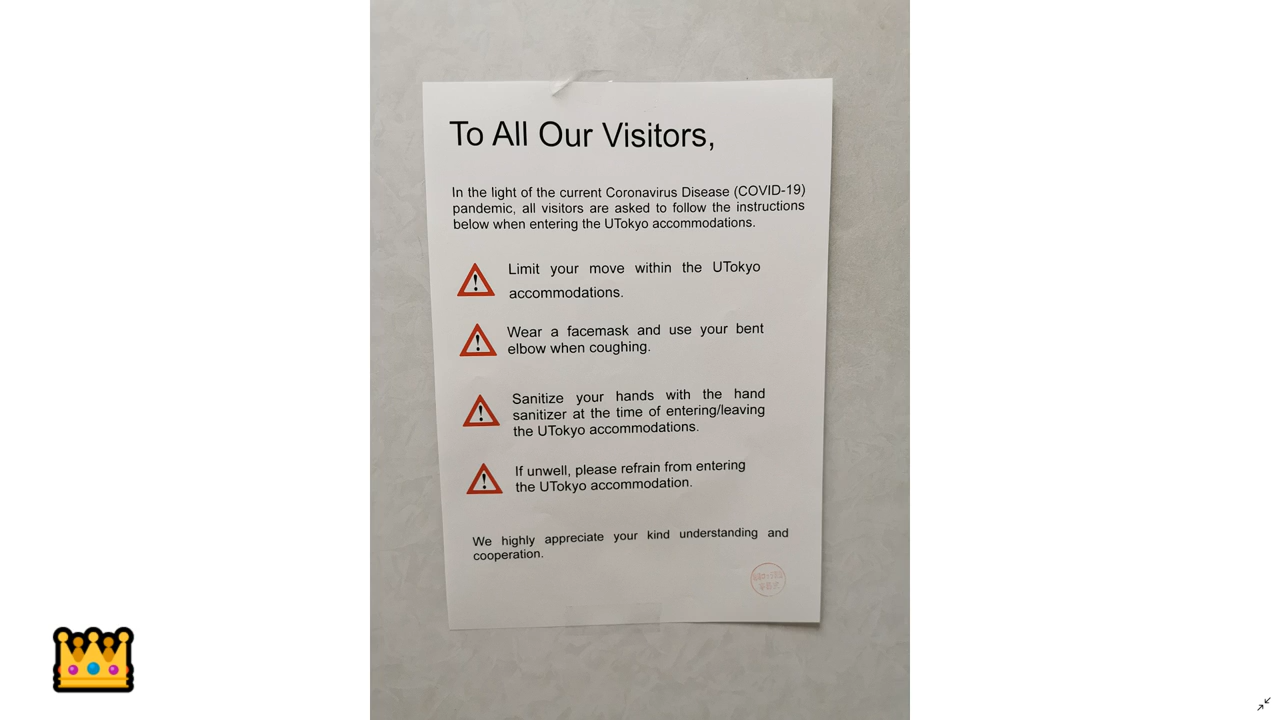 To All Our Visitors,
In the light of the current Coronavirus Disease (COVID-19)
pandemic, all visitors are asked to follow the instructions
below when entering the UTokyo accommodations.
Limit your move within the UTokyo
accommodations.
Wear a facemask and use your bent
elbow when coughing.
Sanitize your hands with the hand
sanitizer at the time of entering/leaving
the UTokyo accommodations.
If unwell, please refrain from entering
the UTokyo accommodation.
We highly appreciate your kind understanding and
cooperation.